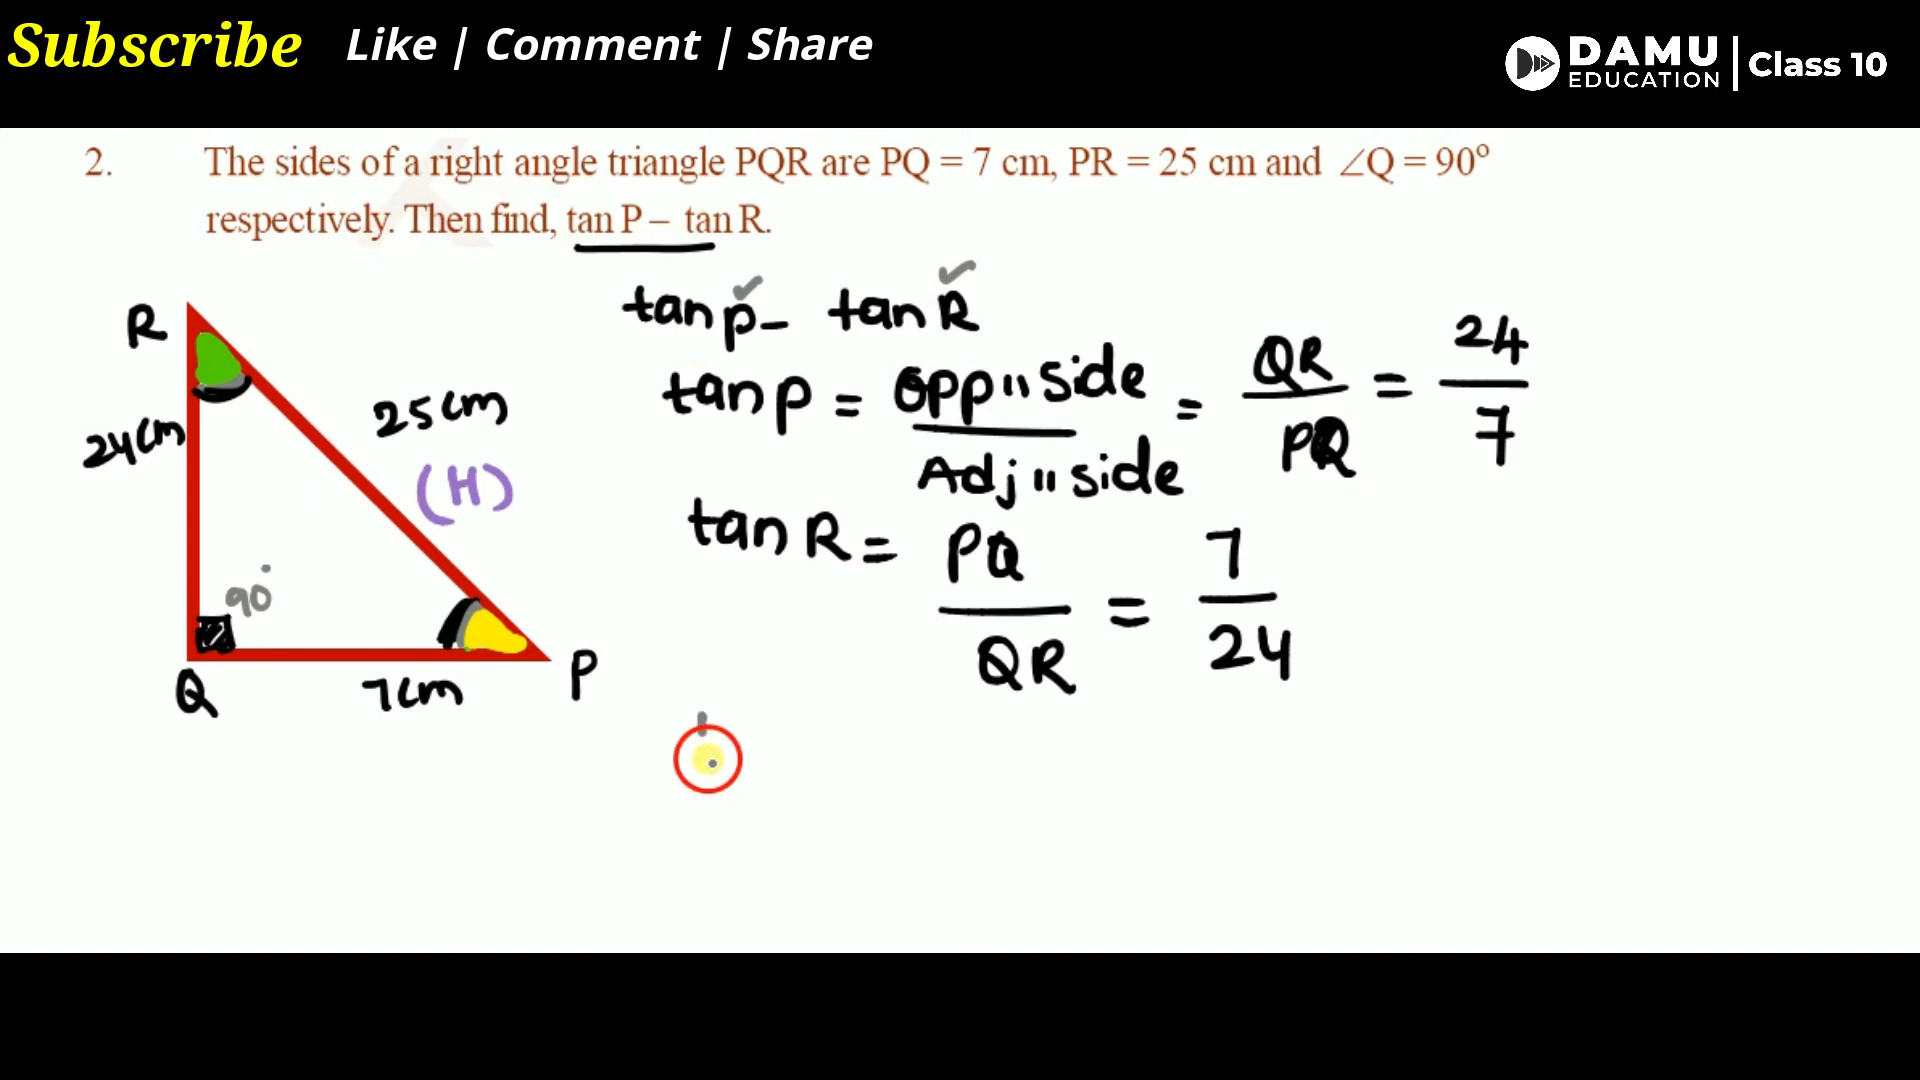 Subscribe Like | Comment | Share
DAMU EDUCATION | Class 10
2. The sides of a right angle triangle PQR are PQ = 7 cm, PR = 25 cm and ∠Q = 90°
respectively. Then find, tan P – tan R.
tan p - tan R
tan p = opp" side / Adj" side = QR / PQ = 24 / 7
tan R = PQ / QR = 7 / 24
R
24cm
25cm
(H)
90°
Q
7cm
P